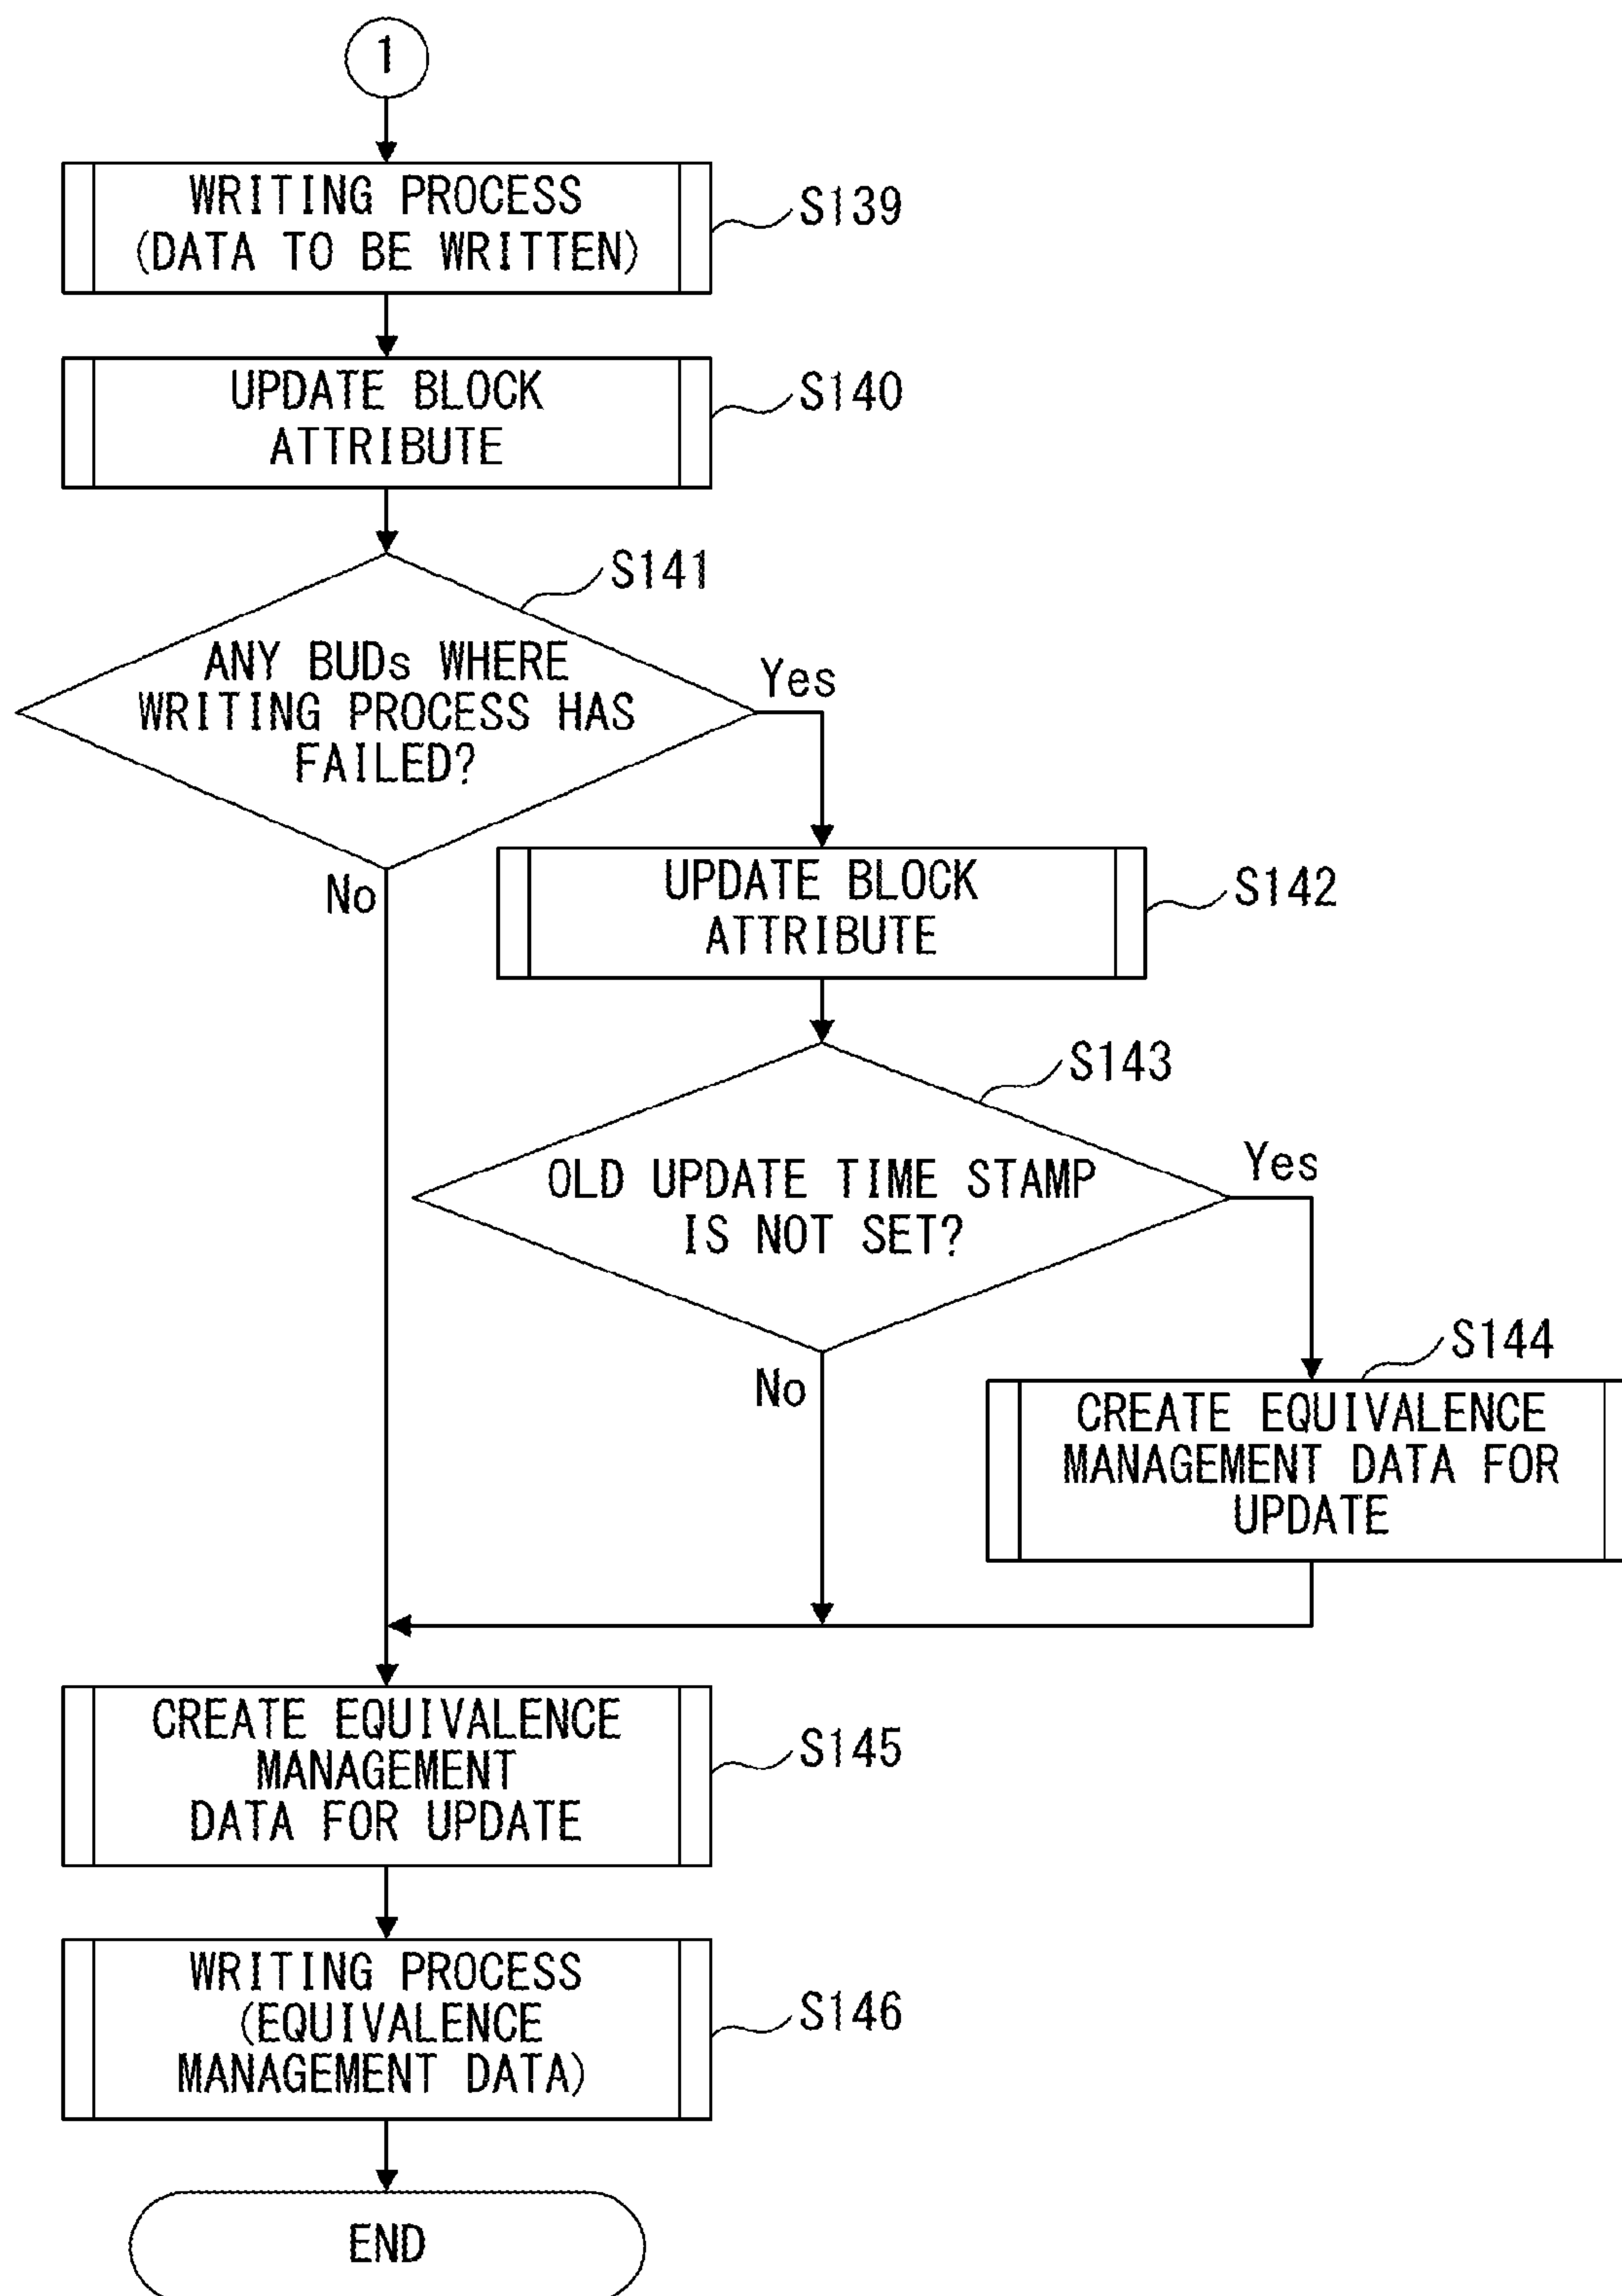 1
WRITING PROCESS
(DATA TO BE WRITTEN)
S139
UPDATE BLOCK
ATTRIBUTE
S140
S141
ANY BUDs WHERE
WRITING PROCESS HAS
FAILED?
Yes
No
UPDATE BLOCK
ATTRIBUTE
S142
S143
OLD UPDATE TIME STAMP
IS NOT SET?
Yes
No
S144
CREATE EQUIVALENCE
MANAGEMENT DATA FOR
UPDATE
CREATE EQUIVALENCE
MANAGEMENT
DATA FOR UPDATE
S145
WRITING PROCESS
(EQUIVALENCE
MANAGEMENT DATA)
S146
END